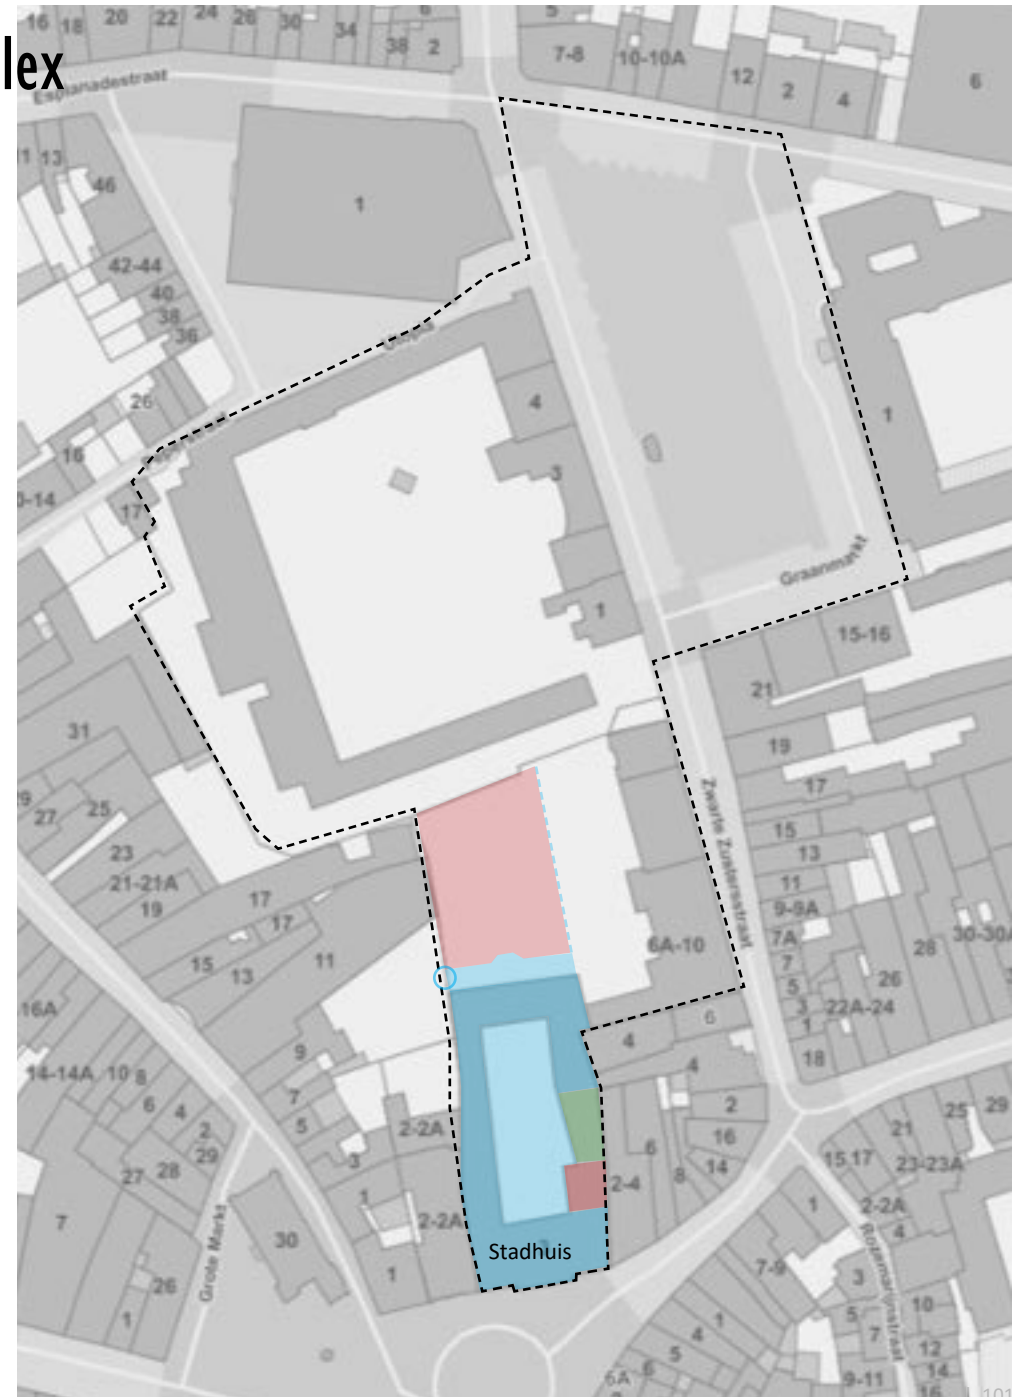 16 18 20 22 24 26 30 34 38 6 2 5
7-8 10-10A 12 2 4 6
lex
Esplanadestraat
11 13 46 1
42-44
40
38
36
26 4 1
16 3
0-14 17
Graanmarkt
1 15-16
21
31 19
29 27 25 17
Zwarte Zustersstraat
23 15
21-21A 13
19 17 11
17 9-9A
15 13 11 6A-10 7A 28 30-30A
7 26
5
16A 3 22A-24
1
9 4 6 18
14-14A 10 8 7 4
6 4 5 2-2A 2 25 29
2 16 21
29 3 6 14 15 17 23-23A
27 28 1 2-4 8
7 2-2A 1 2-2A
30 4
Stadhuis
Grote Markt
26 1 7-9 3
Rozemarijnstraat
1 1 5 10
4 7 12
5 14
6A 6 9-11 16
101